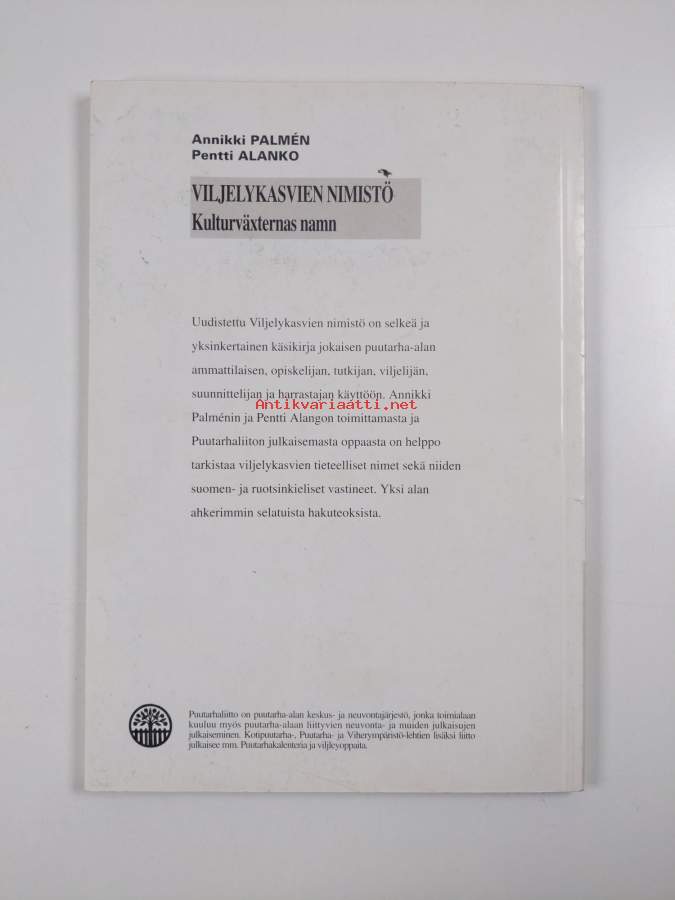 Annikki PALMÉN
Pentti ALANKO
VILJELYKASVIEN NIMISTÖ
Kulturväxternas namn
Uudistettu Viljelykasvien nimistö on selkeä ja
yksinkertainen käsikirja jokaisen puutarha-alan
ammattilaisen, opiskelijan, tutkijan, viljelijän,
suunnittelijan ja harrastajan käyttöön. Annikki
Antikvariaatti.net
Palménin ja Pentti Alangon toimittamasta ja
Puutarhaliiton julkaisemasta oppaasta on helppo
tarkistaa viljelykasvien tieteelliset nimet sekä niiden
suomen- ja ruotsinkieliset vastineet. Yksi alan
ahkerimmin selatuista hakuteoksista.
Puutarhaliitto on puutarha-alan keskus- ja neuvontajärjestö, jonka toimialaan
kuuluu myös puutarha-alaan liittyvien neuvonta- ja muiden julkaisujen
julkaiseminen. Kotipuutarha-, Puutarha- ja Viherympäristö-lehtien lisäksi liitto
julkaisee mm. Puutarhakalenteria ja viljleyoppaita.